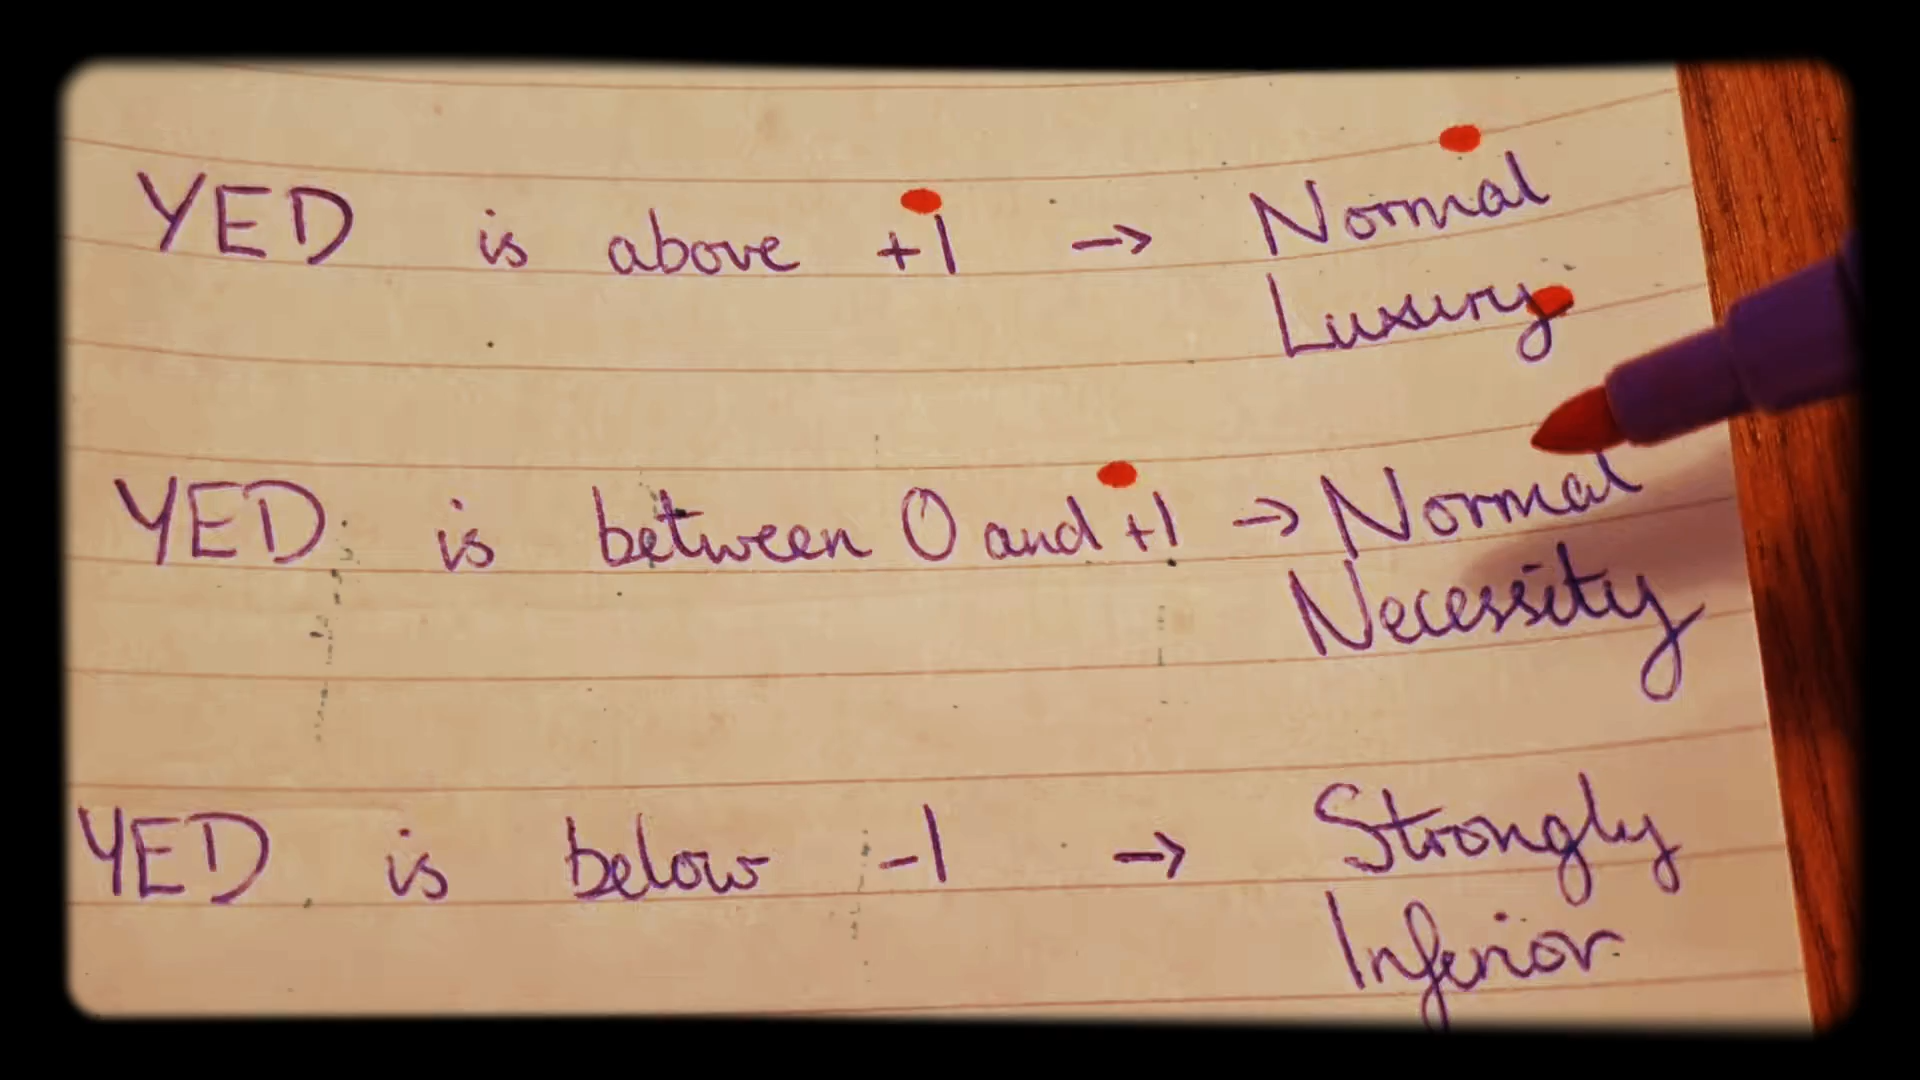 YED is above +1 → Normal
Luxury
YED is between 0 and +1 → Normal
Necessity
YED is below -1 → Strongly
Inferior